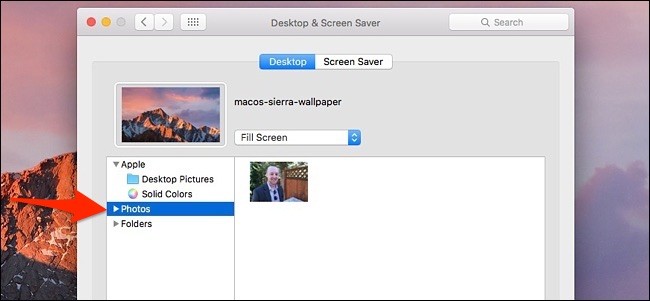 Desktop & Screen Saver
Search
Desktop Screen Saver
macos-sierra-wallpaper
Fill Screen
Apple
Desktop Pictures
Solid Colors
Photos
Folders